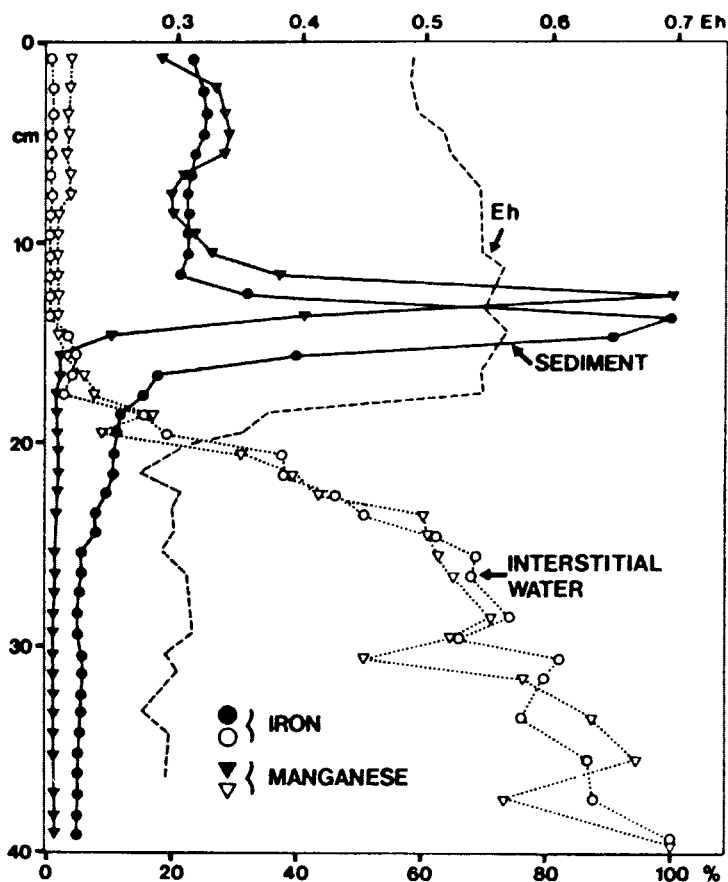 0.3 0.4 0.5 0.6 0.7 Eh
0
cm
10
20
30
40
Eh
SEDIMENT
INTERSTITIAL
WATER
IRON
MANGANESE
0 20 40 60 80 100 %